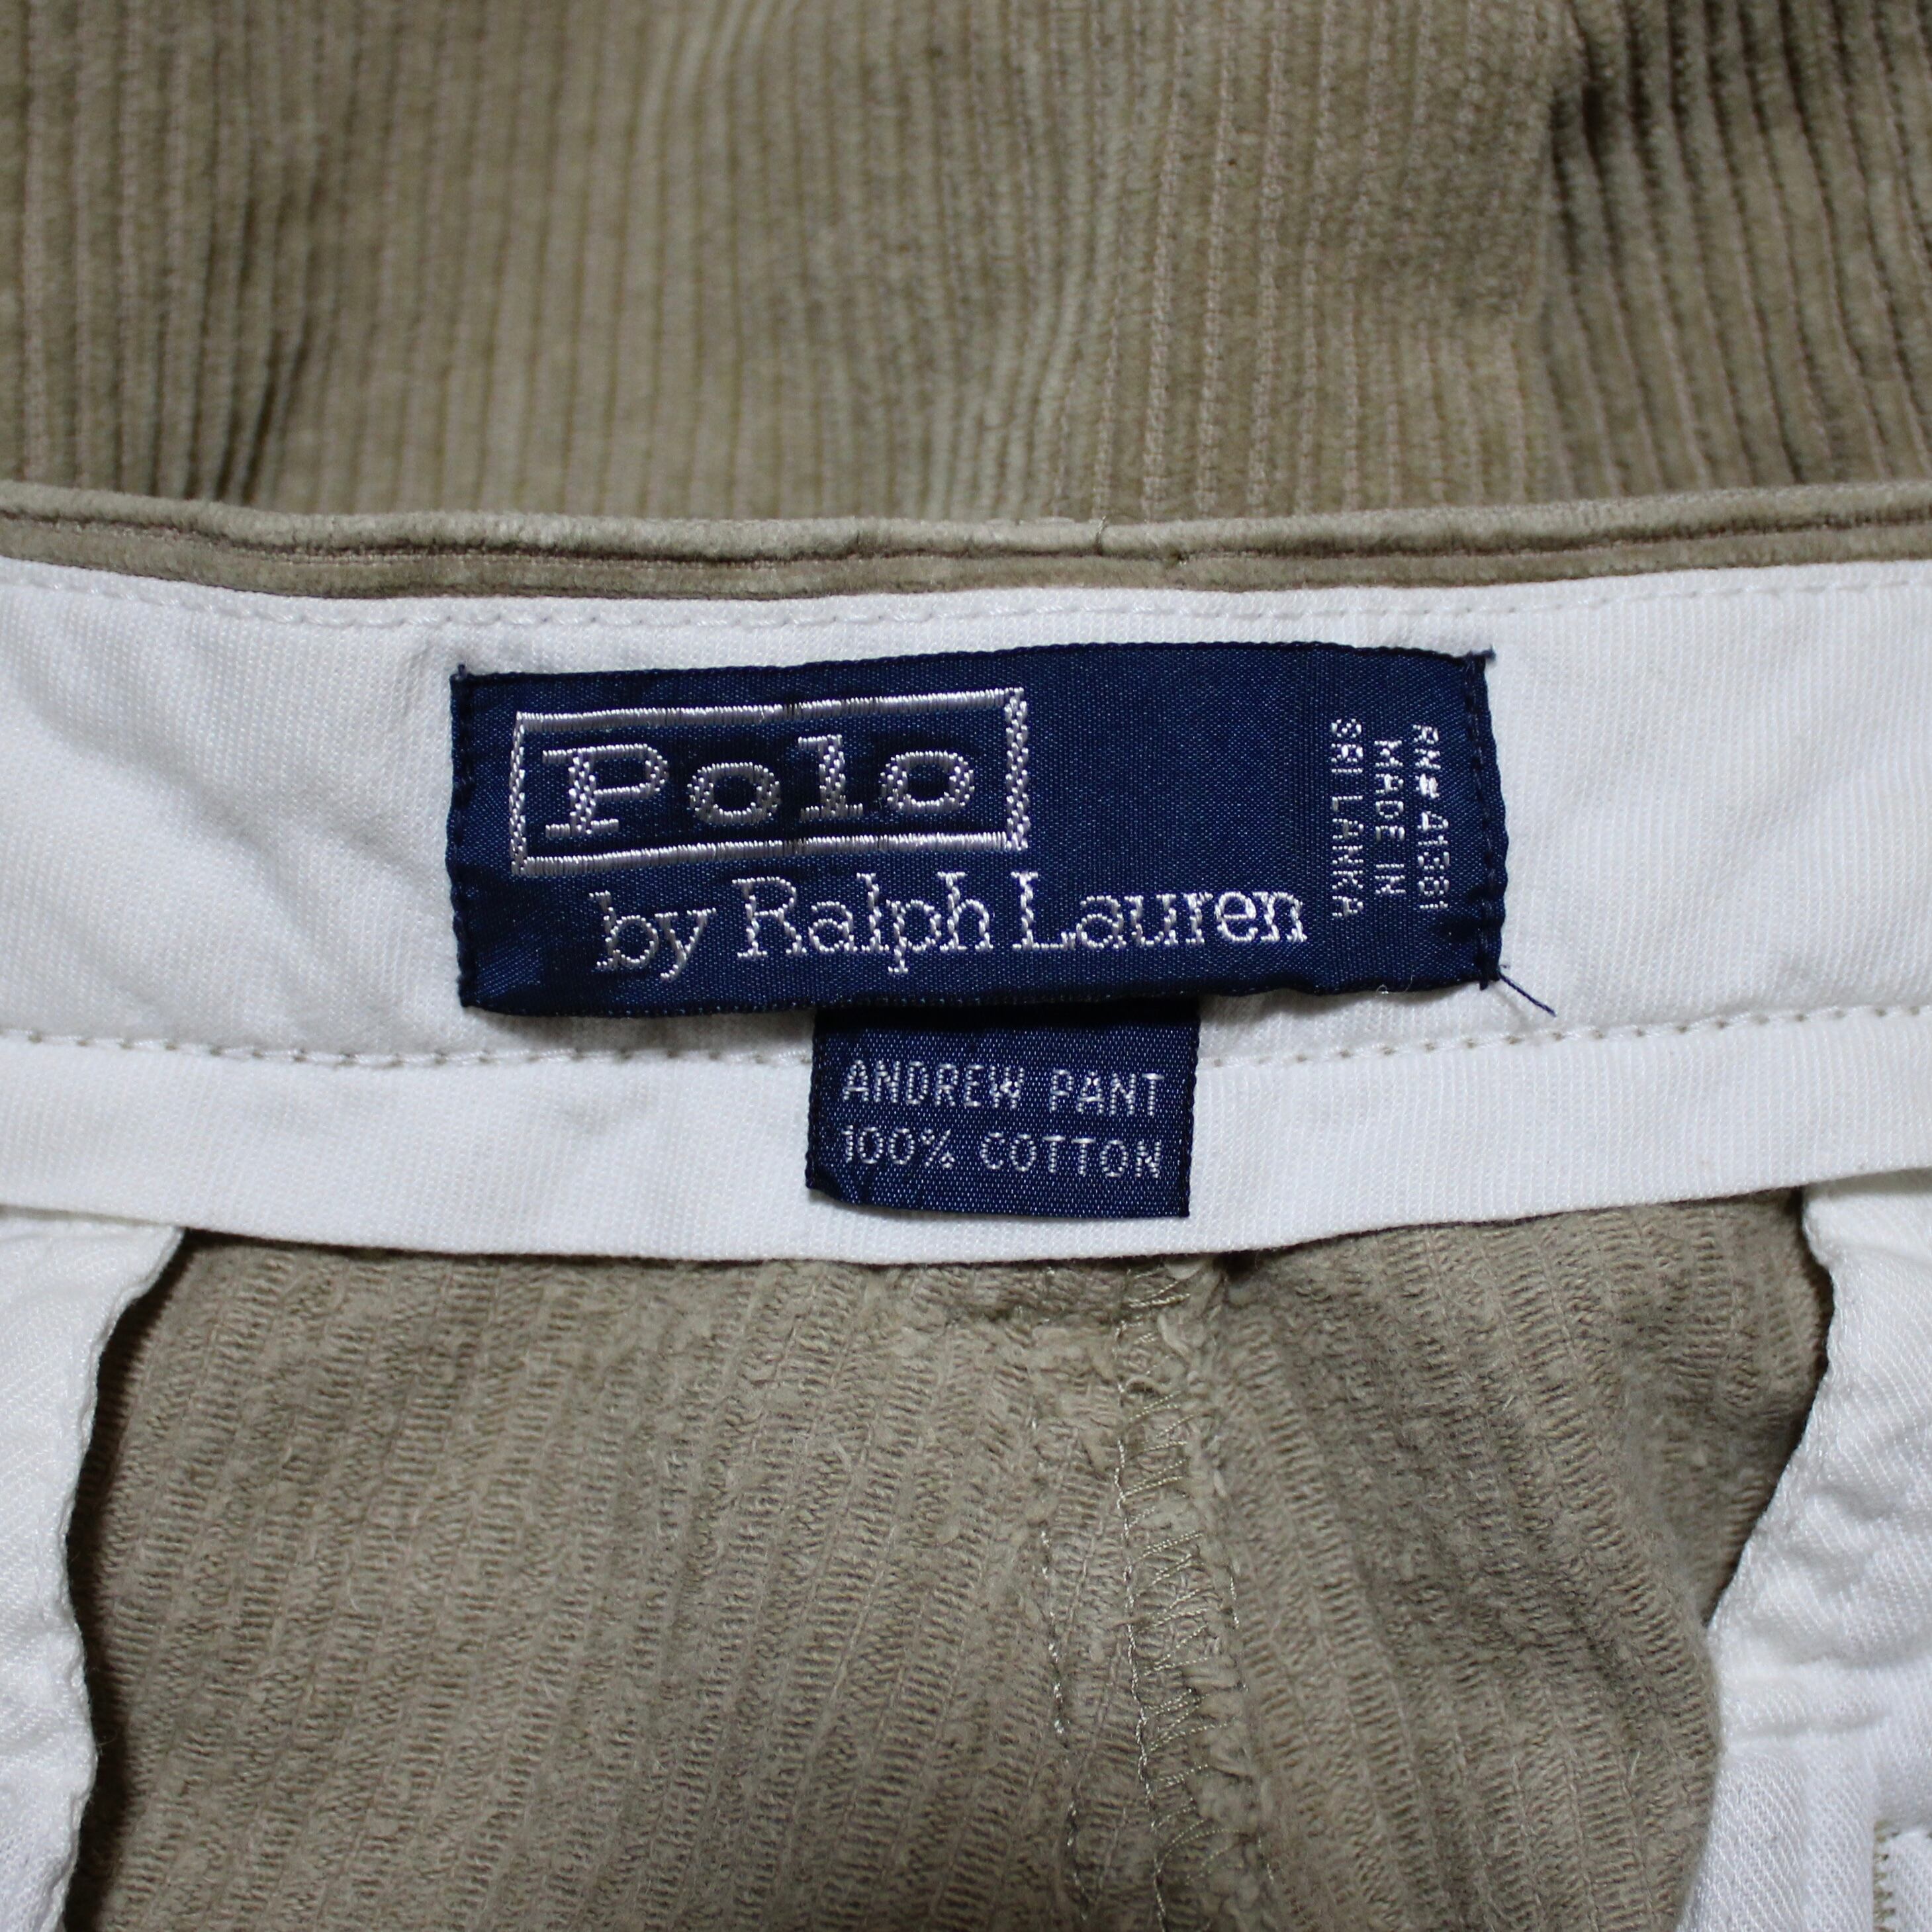 Polo
by Ralph Lauren
RN# 41381
MADE IN
SRI LANKA
ANDREW PANT
100% COTTON